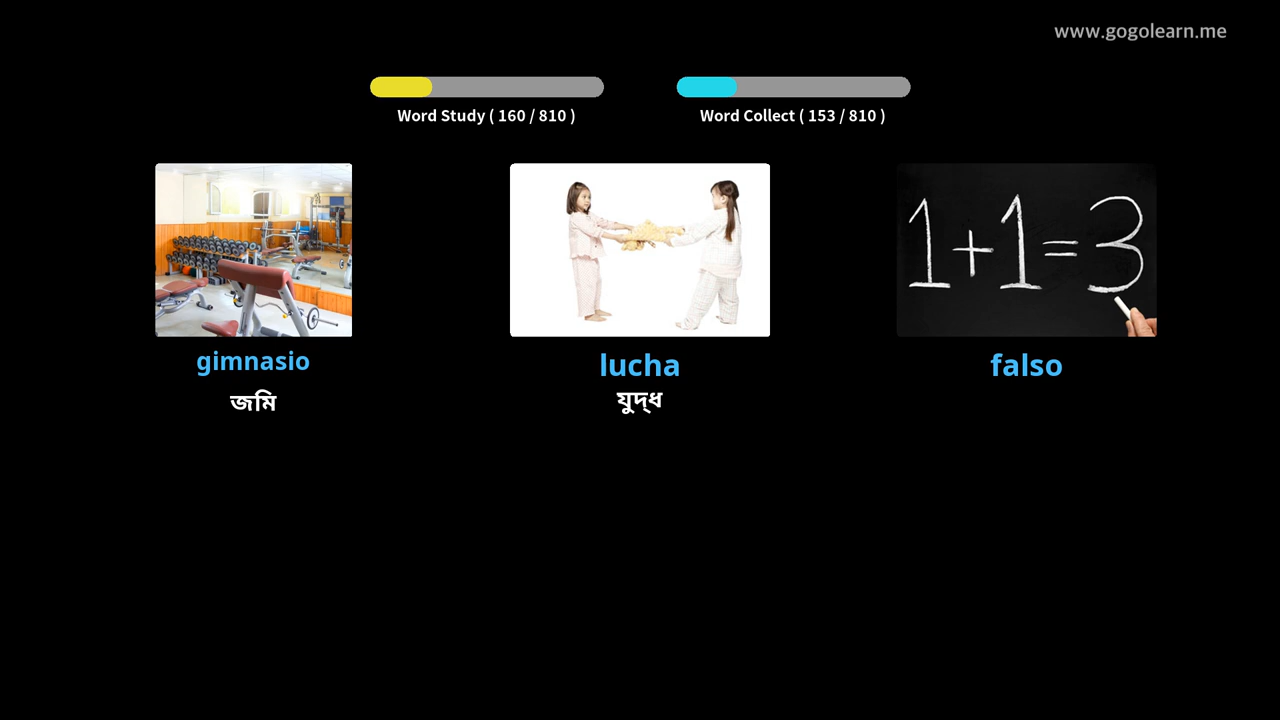 www.gogolearn.me
Word Study ( 160 / 810 )
Word Collect ( 153 / 810 )
1+1=3
gimnasio
lucha
falso
জমি
যুদ্ধ